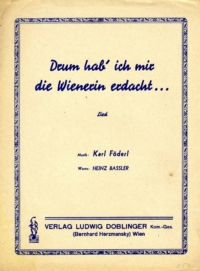 Drum hab' ich mir
die Wienerin erdacht...
Lied
Musik: Karl Föderl
Worte: HEINZ BASSLER
VERLAG LUDWIG DOBLINGER Kom.-Ges.
(Bernhard Herzmansky) Wien